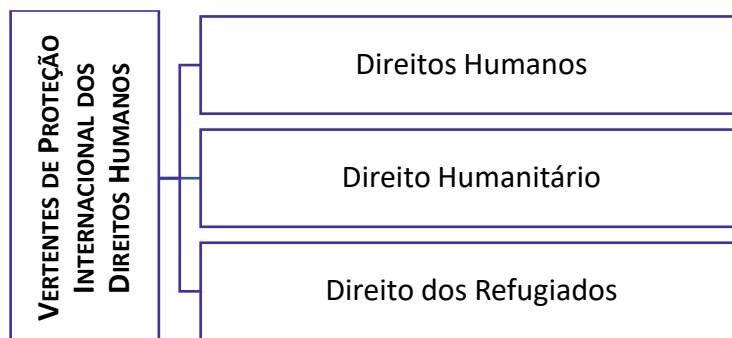 VERTENTES DE PROTEÇÃO
INTERNACIONAL DOS
DIREITOS HUMANOS
Direitos Humanos
Direito Humanitário
Direito dos Refugiados